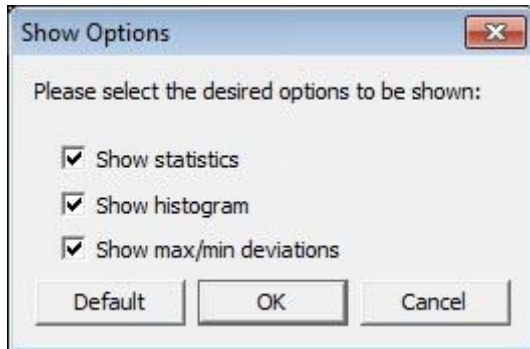 Show Options
Please select the desired options to be shown:
Show statistics
Show histogram
Show max/min deviations
Default OK Cancel